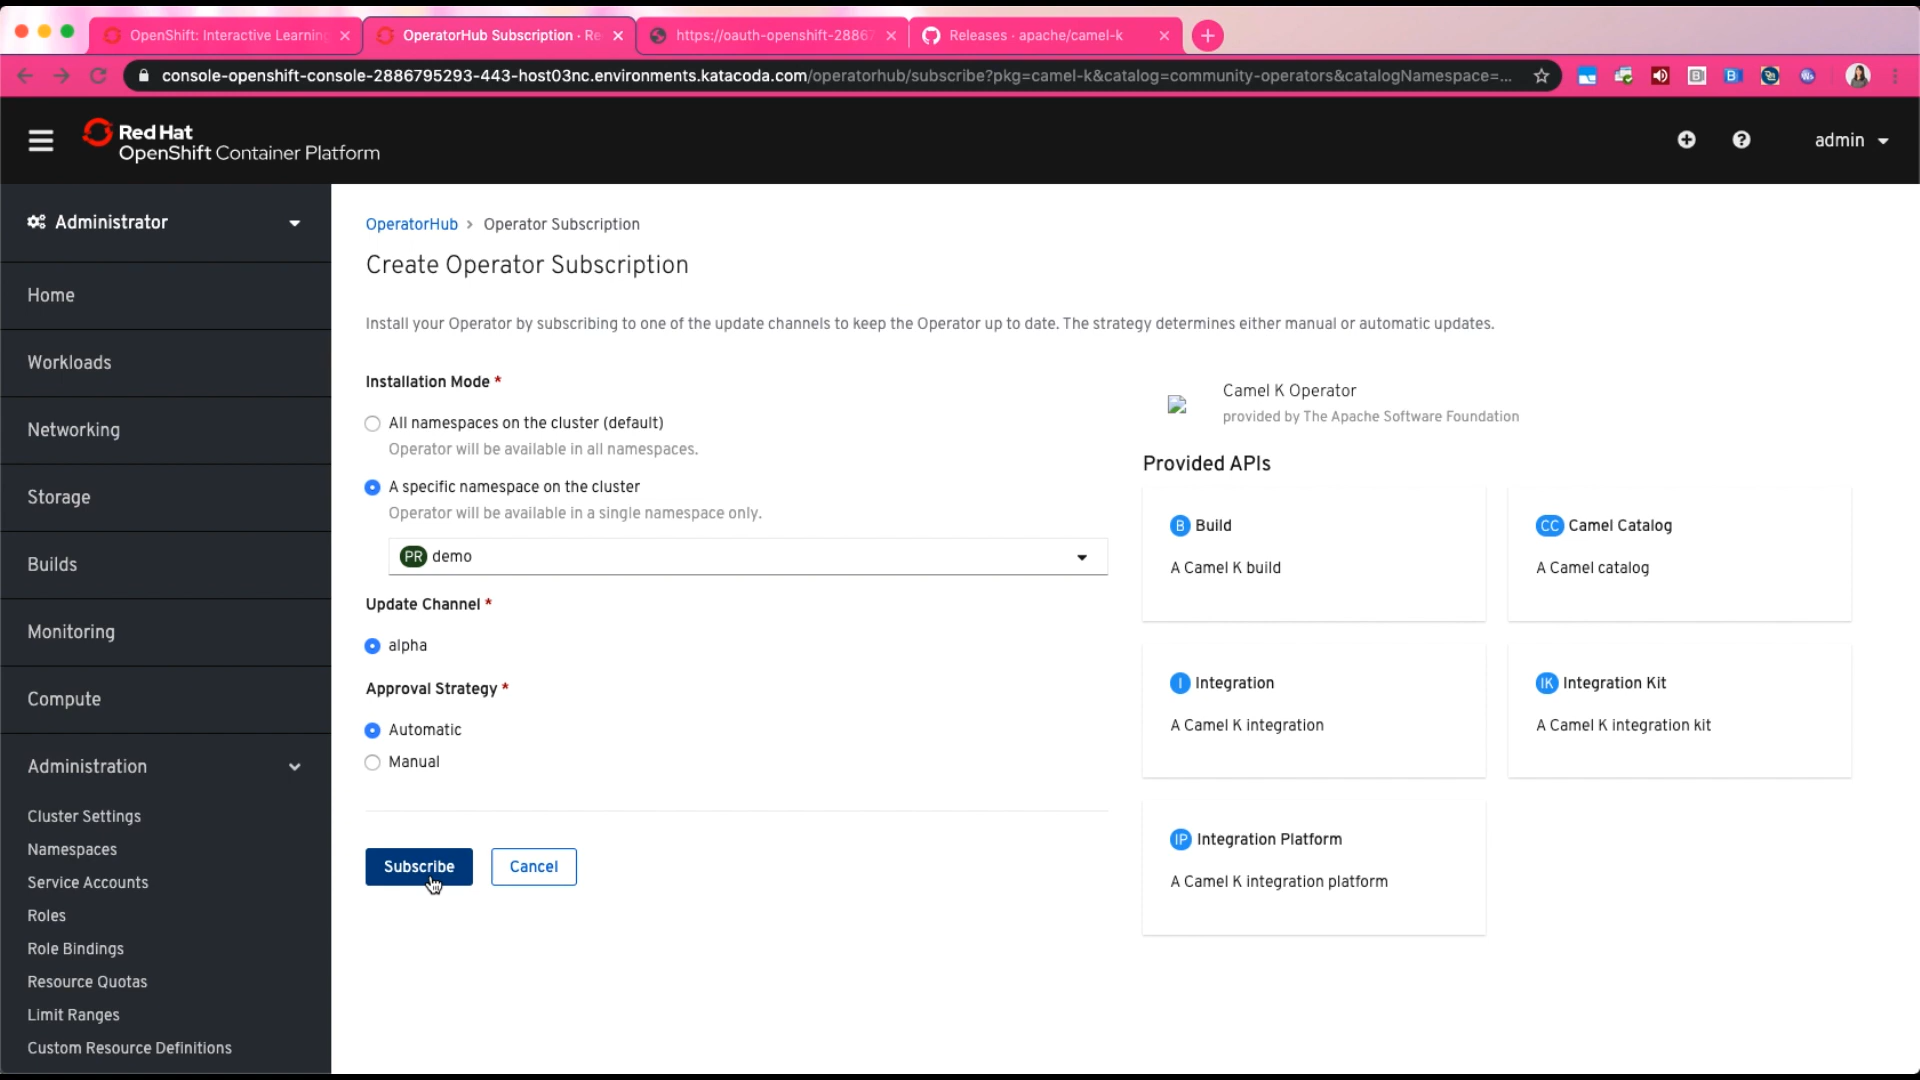 OpenShift: Interactive Learning
OperatorHub Subscription · Re
https://oauth-openshift-28867
Releases · apache/camel-k
console-openshift-console-2886795293-443-host03nc.environments.katacoda.com/operatorhub/subscribe?pkg=camel-k&catalog=community-operators&catalogNamespace=...
Red Hat
OpenShift Container Platform
admin
Administrator
Home
Workloads
Networking
Storage
Builds
Monitoring
Compute
Administration
Cluster Settings
Namespaces
Service Accounts
Roles
Role Bindings
Resource Quotas
Limit Ranges
Custom Resource Definitions
OperatorHub > Operator Subscription
Create Operator Subscription
Install your Operator by subscribing to one of the update channels to keep the Operator up to date. The strategy determines either manual or automatic updates.
Installation Mode *
All namespaces on the cluster (default)
Operator will be available in all namespaces.
A specific namespace on the cluster
Operator will be available in a single namespace only.
PR demo
Update Channel *
alpha
Approval Strategy *
Automatic
Manual
Subscribe
Cancel
Camel K Operator
provided by The Apache Software Foundation
Provided APIs
B Build
A Camel K build
CC Camel Catalog
A Camel catalog
I Integration
A Camel K integration
IK Integration Kit
A Camel K integration kit
IP Integration Platform
A Camel K integration platform